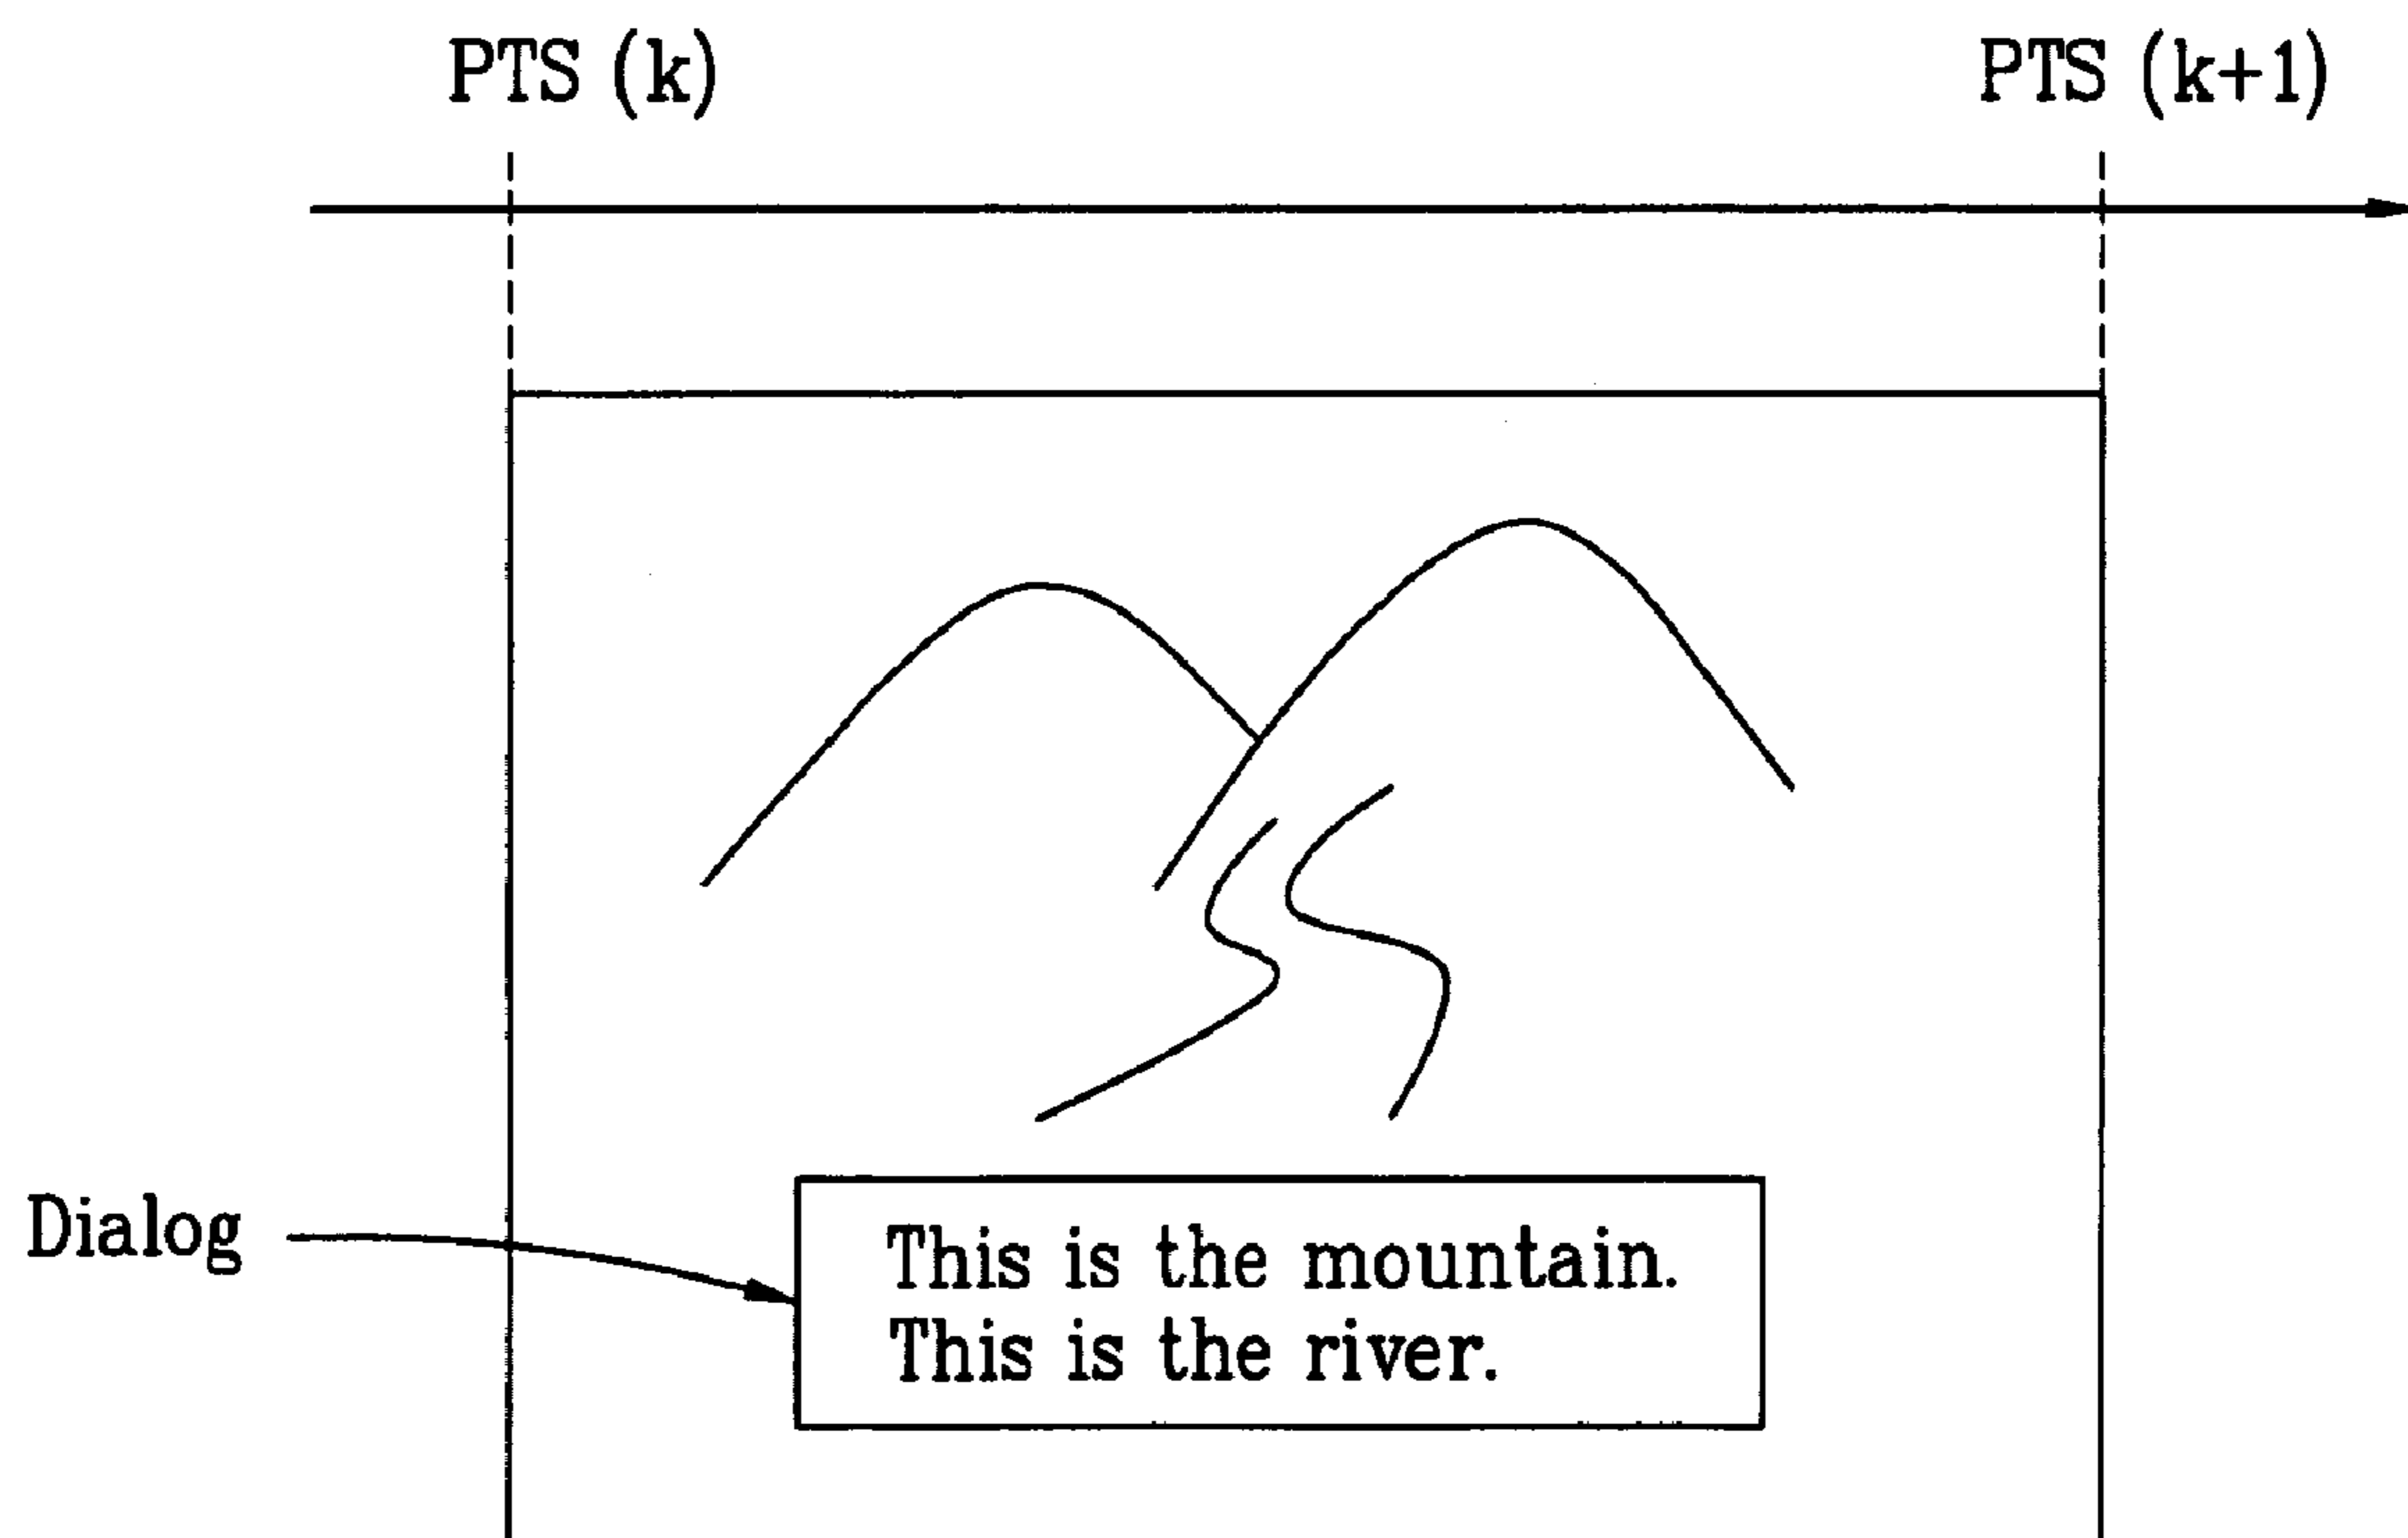 PTS (k)
PTS (k+1)
Dialog
This is the mountain.
This is the river.